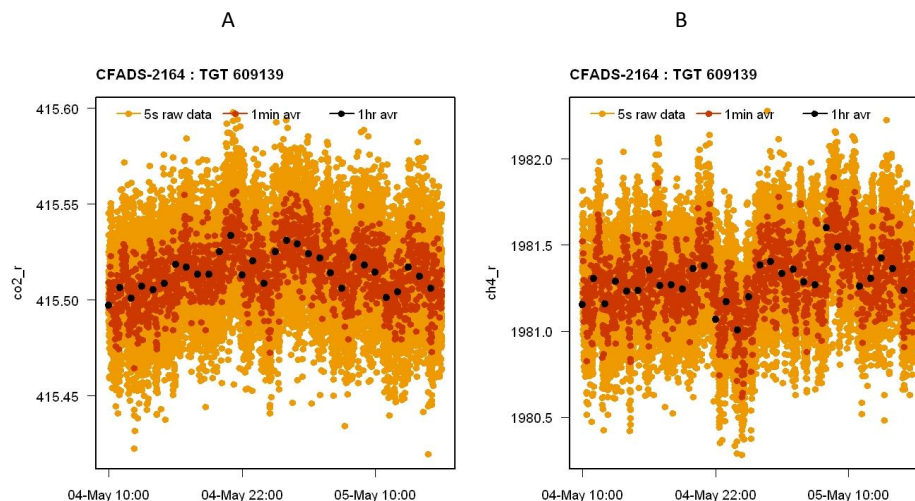 A
CFADS-2164 : TGT 609139
5s raw data 1min avr 1hr avr
415.60
415.55
415.50
415.45
co2_r
04-May 10:00 04-May 22:00 05-May 10:00
B
CFADS-2164 : TGT 609139
5s raw data 1min avr 1hr avr
1982.0
1981.5
1981.0
1980.5
ch4_r
04-May 10:00 04-May 22:00 05-May 10:00